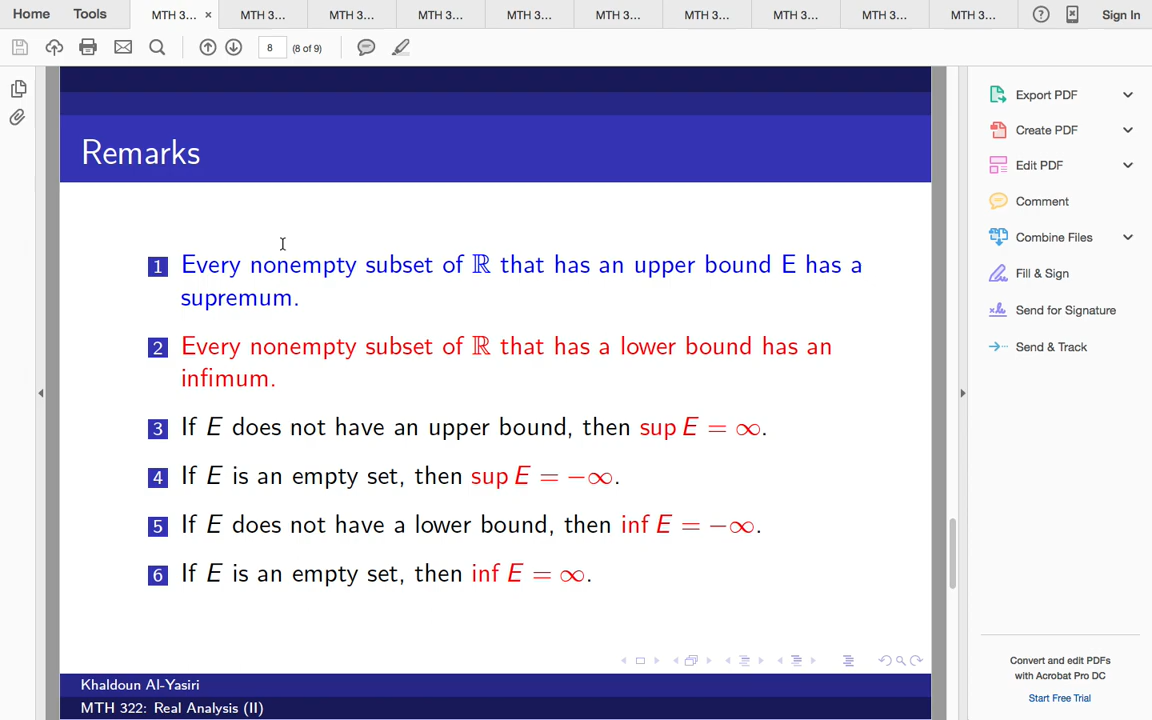 Home Tools MTH 3... × MTH 3... MTH 3... MTH 3... MTH 3... MTH 3... MTH 3... MTH 3... MTH 3... MTH 3... Sign In
8 (8 of 9)
Remarks
1 Every nonempty subset of ℝ that has an upper bound E has a
supremum.
2 Every nonempty subset of ℝ that has a lower bound has an
infimum.
3 If E does not have an upper bound, then sup E = ∞.
4 If E is an empty set, then sup E = −∞.
5 If E does not have a lower bound, then inf E = −∞.
6 If E is an empty set, then inf E = ∞.
Khaldoun Al-Yasiri
MTH 322: Real Analysis (II)
Export PDF
Create PDF
Edit PDF
Comment
Combine Files
Fill & Sign
Send for Signature
Send & Track
Convert and edit PDFs
with Acrobat Pro DC
Start Free Trial